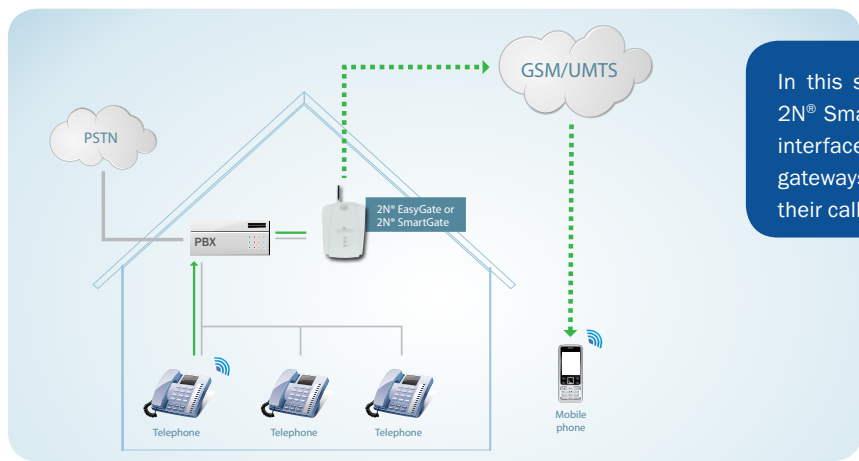 GSM/UMTS
PSTN
2N® EasyGate or
2N® SmartGate
PBX
Telephone
Telephone
Telephone
Mobile
phone
In this s
2N® Sma
interface
gateways
their call